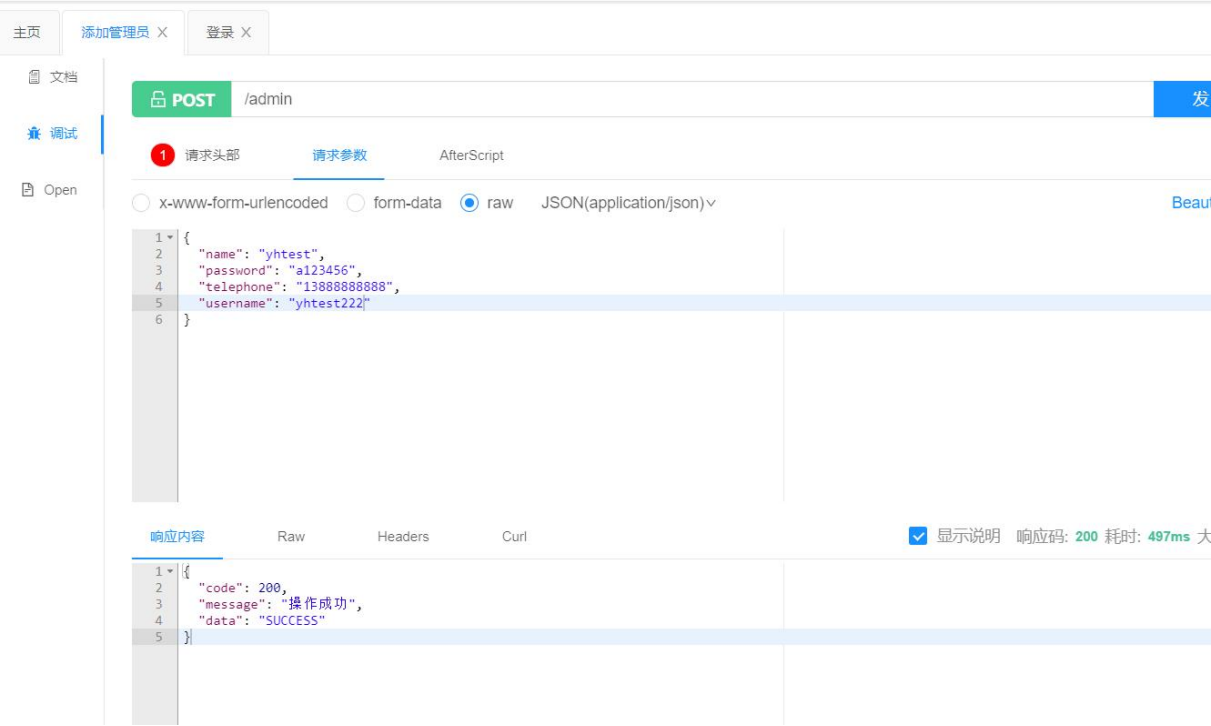 主页 添加管理员 登录
文档
POST /admin 发
调试
1 请求头部 请求参数 AfterScript
Open
x-www-form-urlencoded form-data raw JSON(application/json) Beaut
1 {
2 "name": "yhtest",
3 "password": "a123456",
4 "telephone": "13888888888",
5 "username": "yhtest222"
6 }
响应内容 Raw Headers Curl 显示说明 响应码: 200 耗时: 497ms 大
1 {
2 "code": 200,
3 "message": "操作成功",
4 "data": "SUCCESS"
5 }